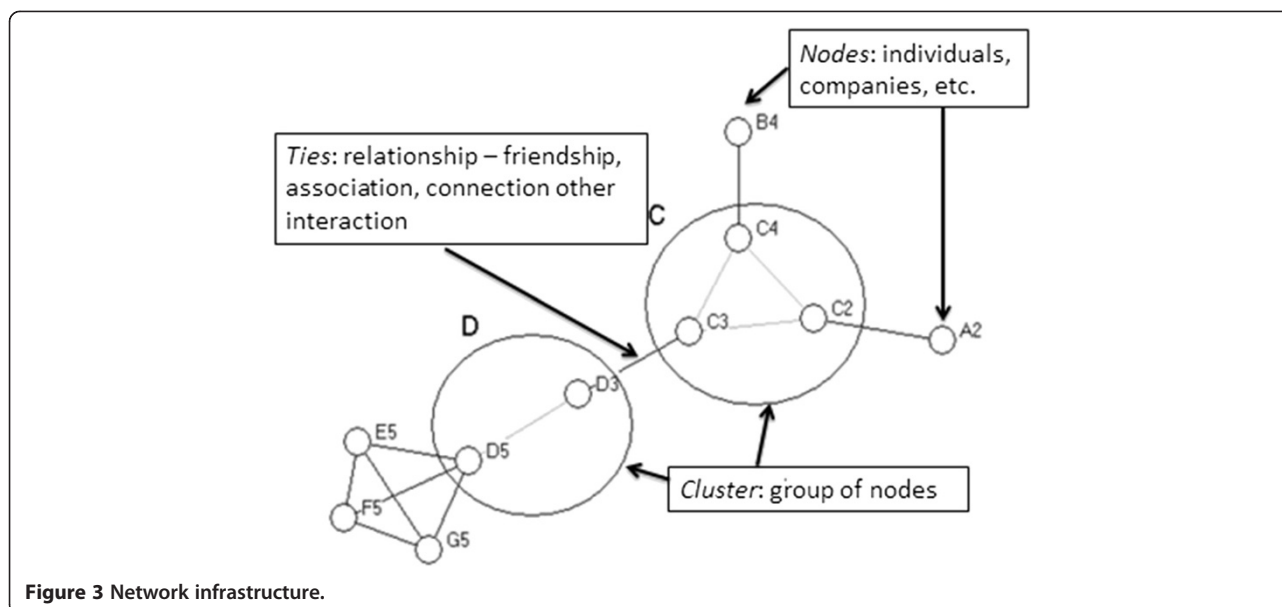 Nodes: individuals,
companies, etc.
B4
Ties: relationship – friendship,
association, connection other
interaction
C
C4
C2
C3
A2
D
D3
E5
D5
Cluster: group of nodes
F5
G5
Figure 3 Network infrastructure.